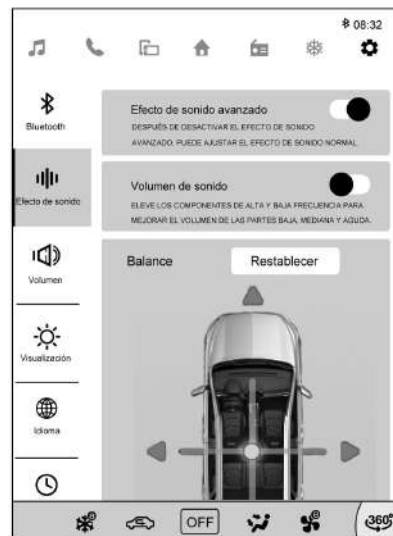 08:32
Bluetooth
Efecto de sonido avanzado
DESPUÉS DE DESACTIVAR EL EFECTO DE SONIDO
AVANZADO, PUEDE AJUSTAR EL EFECTO DE SONIDO NORMAL.
Efecto de sonido
Volumen de sonido
ELEVE LOS COMPONENTES DE ALTA Y BAJA FRECUENCIA PARA
MEJORAR EL VOLUMEN DE LAS PARTES BAJA, MEDIANA Y AGUDA.
Volumen
Balance
Restablecer
Visualización
Idioma
OFF
360°